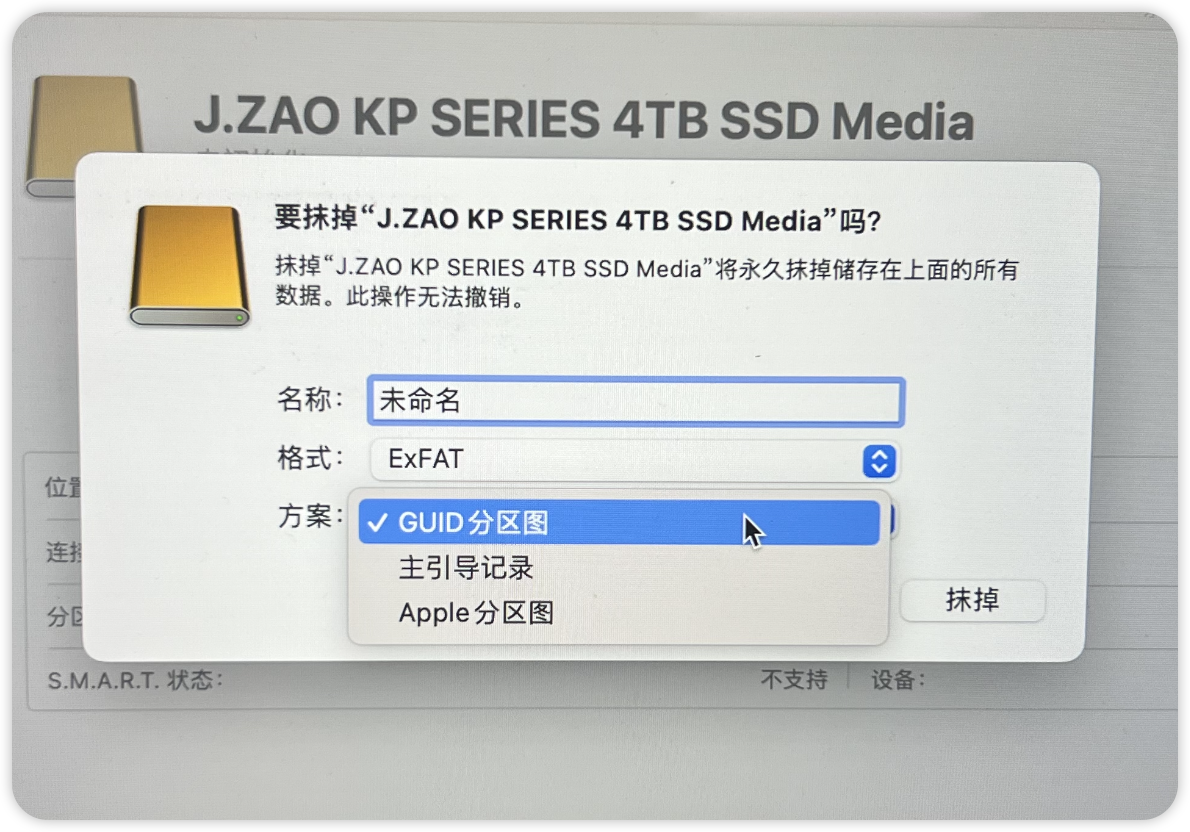 J.ZAO KP SERIES 4TB SSD Media
要抹掉“J.ZAO KP SERIES 4TB SSD Media”吗?
抹掉“J.ZAO KP SERIES 4TB SSD Media”将永久抹掉储存在上面的所有
数据。此操作无法撤销。
名称：
未命名
格式：
ExFAT
方案：
GUID分区图
主引导记录
Apple分区图
抹掉
位置
连接
分区
S.M.A.R.T. 状态：
不支持
设备：